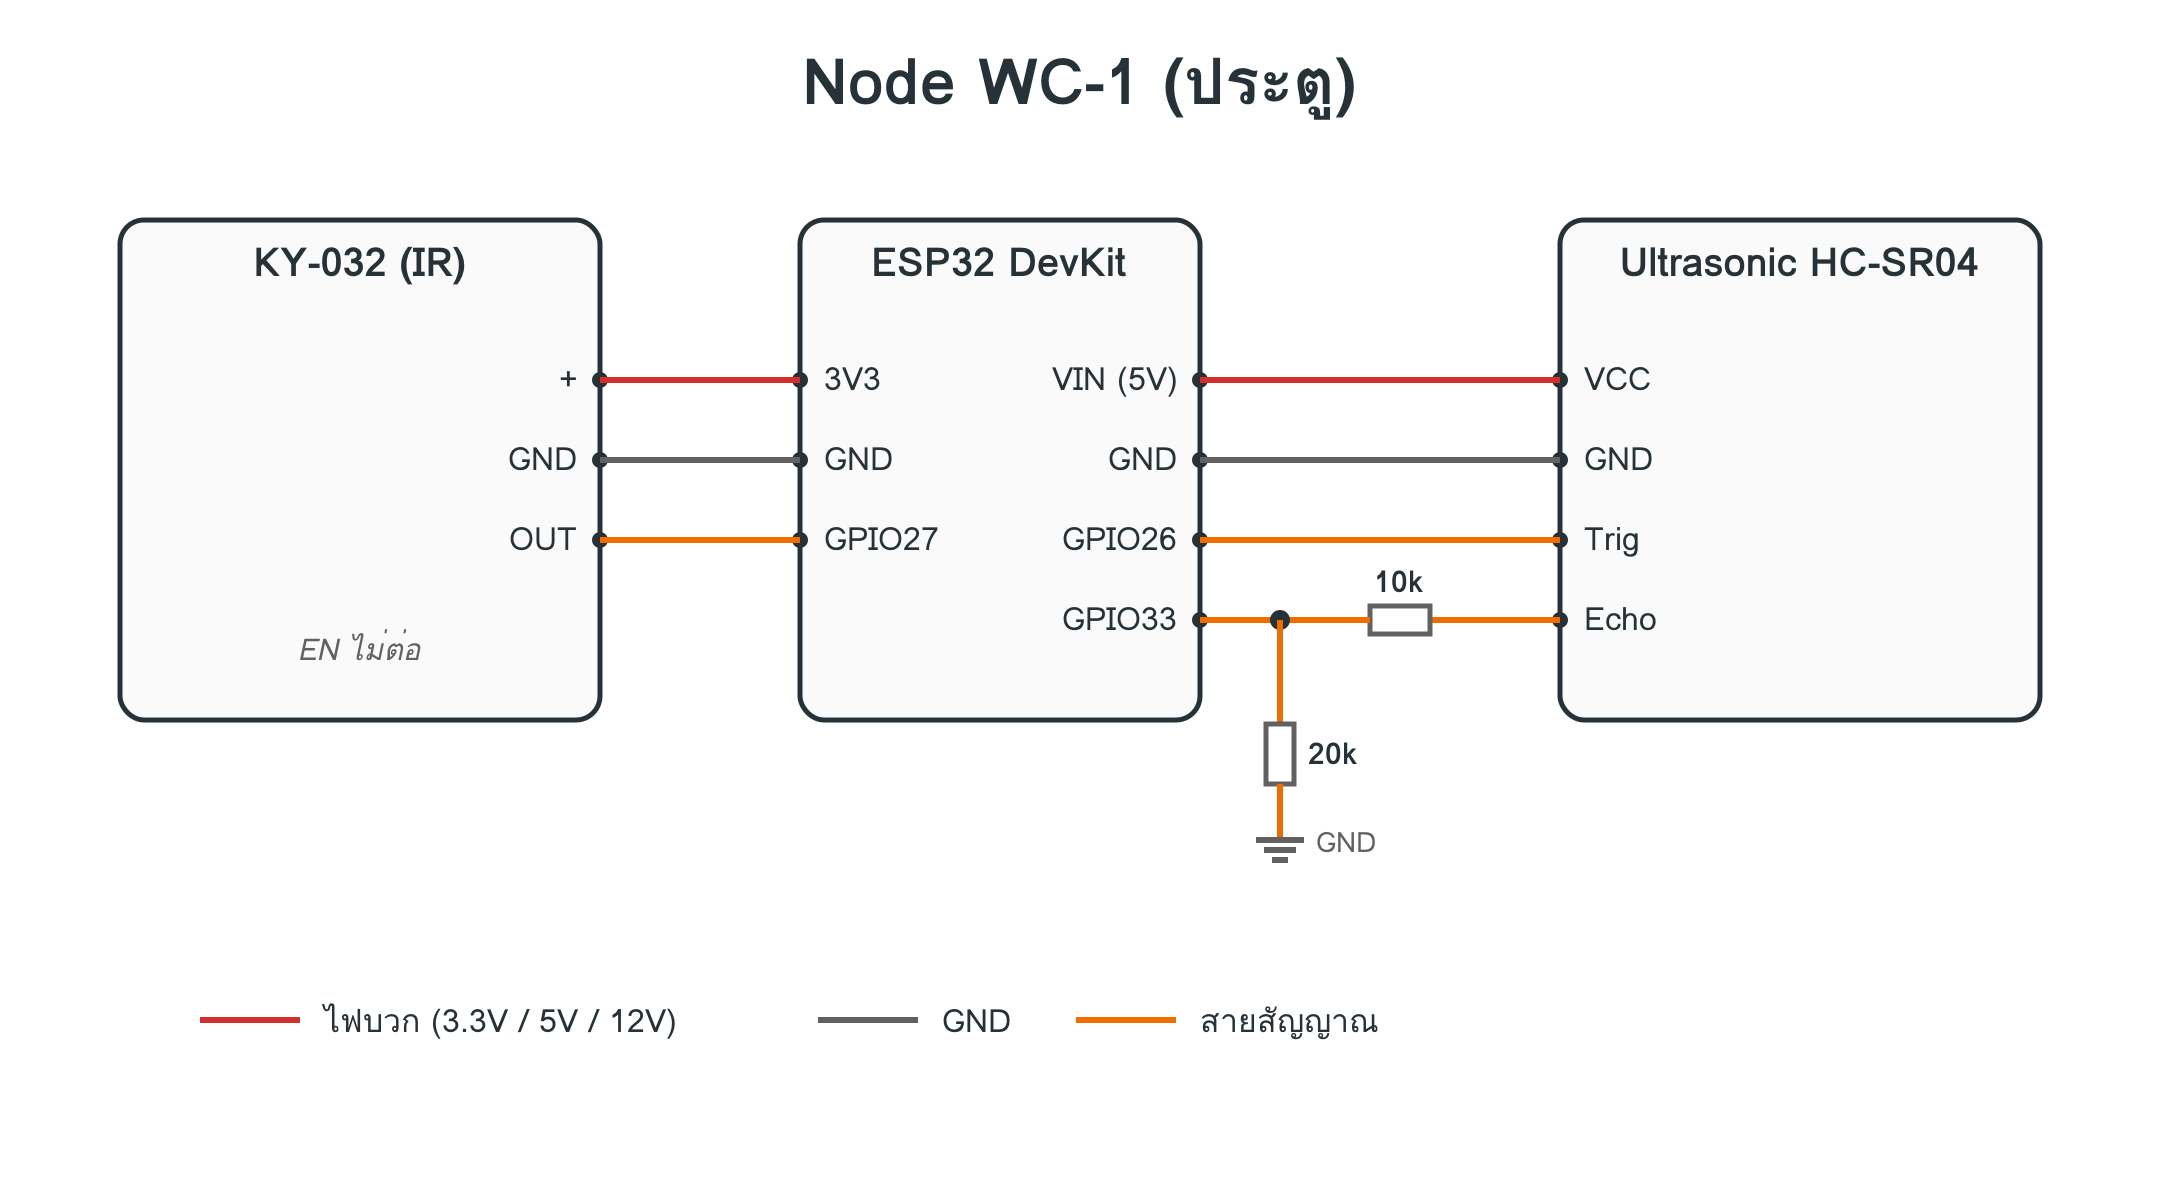 Node WC-1 (ประตู)
KY-032 (IR)
+
GND
OUT
EN ไม่ต่อ
ESP32 DevKit
3V3
GND
GPIO27
VIN (5V)
GND
GPIO26
GPIO33
10k
20k
GND
Ultrasonic HC-SR04
VCC
GND
Trig
Echo
ไฟบวก (3.3V / 5V / 12V)
GND
สายสัญญาณ